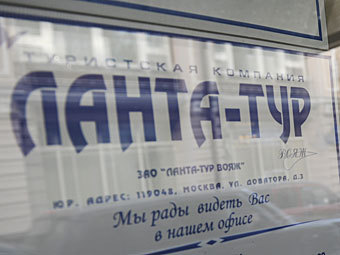 ТУРИСТСКАЯ КОМПАНИЯ
ЛАНТА-ТУР
ВОЯЖ
ЗАО "ЛАНТА-ТУР ВОЯЖ"
ЮР. АДРЕС: 119048, МОСКВА, УЛ. ДОВАТОРА, Д.3
Мы рады видеть Вас
в нашем офисе